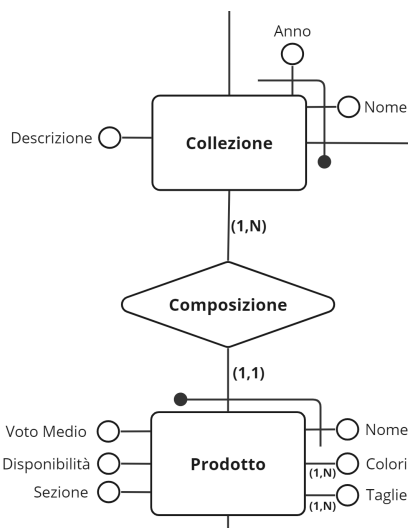 Anno
Nome
Descrizione
Collezione
(1,N)
Composizione
(1,1)
Voto Medio
Nome
Disponibilità
Prodotto
Colori
(1,N)
Sezione
Taglie
(1,N)